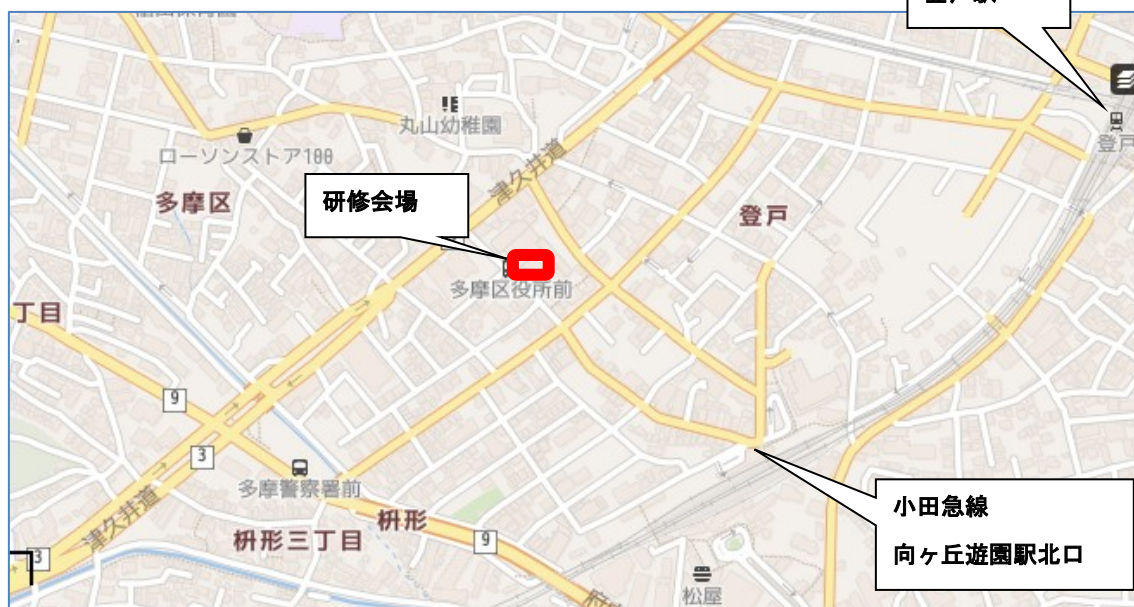 丸山幼稚園
ローソンストア100
津久井道
登戸
多摩区
研修会場
登戸
多摩区役所前
丁目
9
3
多摩警察署前
津久井道
枡形
枡形三丁目
9
3
小田急線
向ヶ丘遊園駅北口
松屋